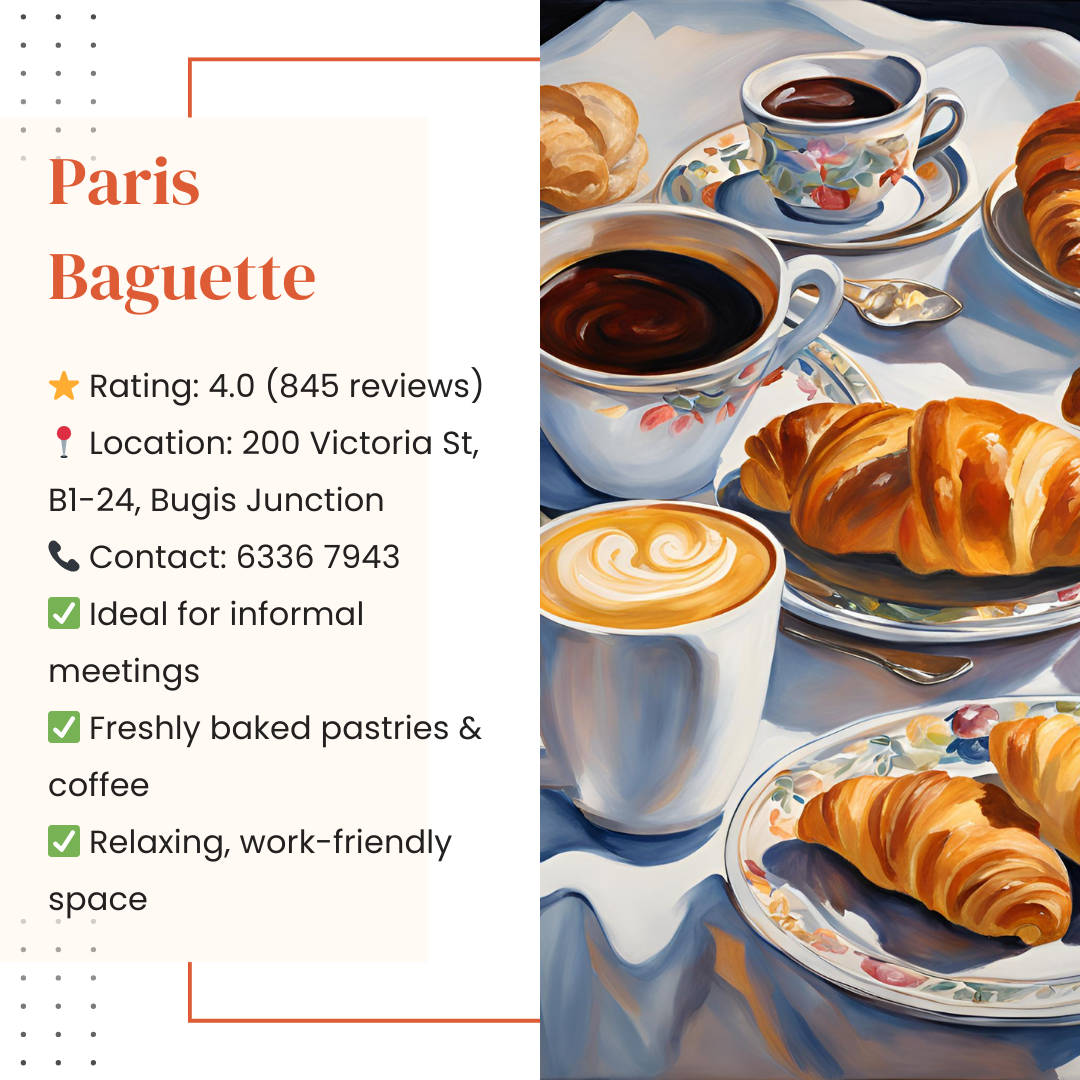 Paris
Baguette
⭐ Rating: 4.0 (845 reviews)
📍 Location: 200 Victoria St,
B1-24, Bugis Junction
📞 Contact: 6336 7943
✅ Ideal for informal
meetings
✅ Freshly baked pastries &
coffee
✅ Relaxing, work-friendly
space